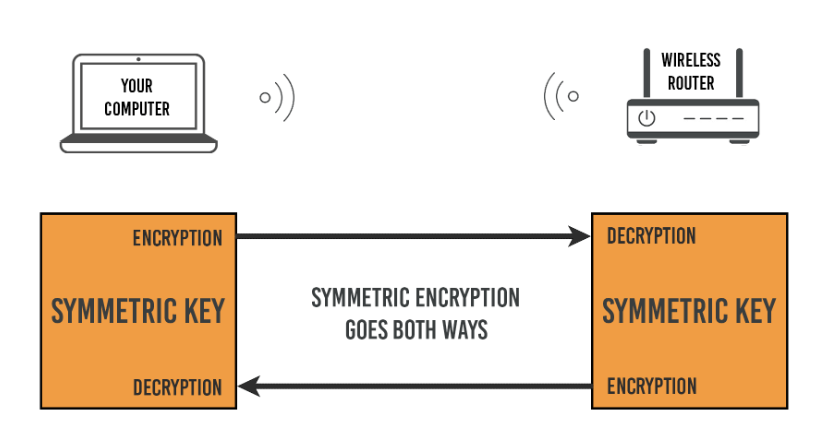 YOUR
COMPUTER
WIRELESS
ROUTER
ENCRYPTION
DECRYPTION
SYMMETRIC KEY
SYMMETRIC ENCRYPTION
GOES BOTH WAYS
SYMMETRIC KEY
DECRYPTION
ENCRYPTION